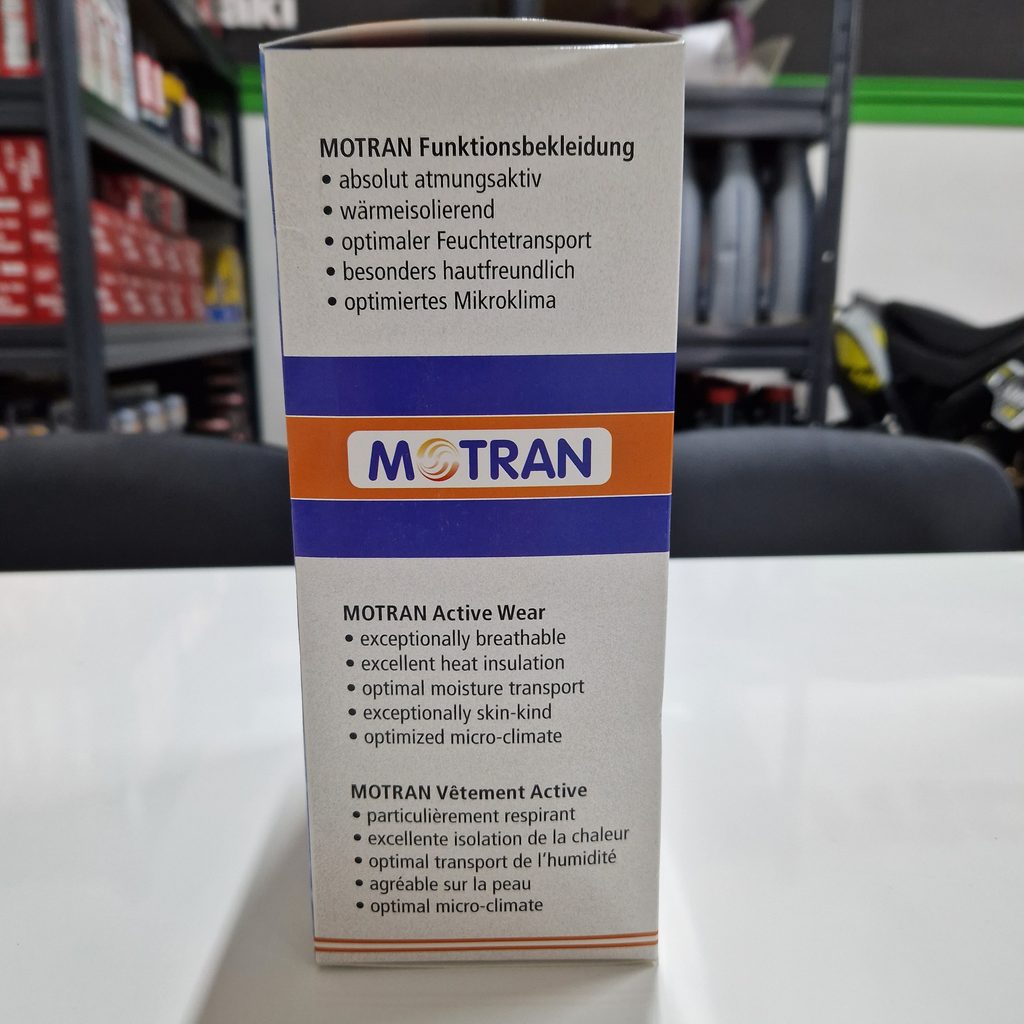 aki
MOTRAN Funktionsbekleidung
• absolut atmungsaktiv
• wärmeisolierend
• optimaler Feuchtetransport
• besonders hautfreundlich
• optimiertes Mikroklima
MOTRAN
MOTRAN Active Wear
• exceptionally breathable
• excellent heat insulation
• optimal moisture transport
• exceptionally skin-kind
• optimized micro-climate
MOTRAN Vêtement Active
• particulièrement respirant
• excellente isolation de la chaleur
• optimal transport de l'humidité
• agréable sur la peau
• optimal micro-climate